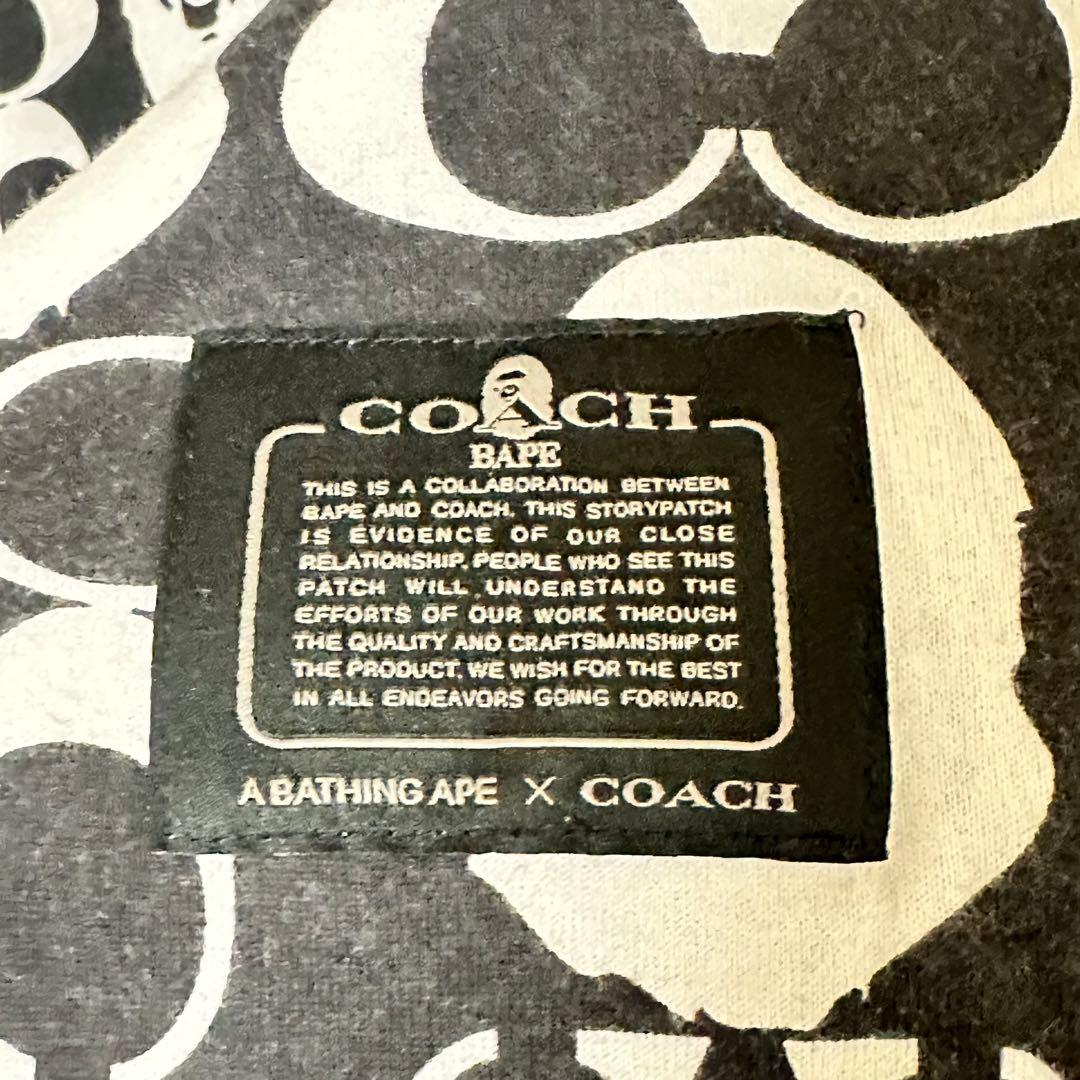 COACH
BAPE
THIS IS A COLLABORATION BETWEEN
BAPE AND COACH. THIS STORYPATCH
IS EVIDENCE OF OUR CLOSE
RELATIONSHIP. PEOPLE WHO SEE THIS
PATCH WILL UNDERSTAND THE
EFFORTS OF OUR WORK THROUGH
THE QUALITY AND CRAFTSMANSHIP OF
THE PRODUCT. WE WISH FOR THE BEST
IN ALL ENDEAVORS GOING FORWARD.
A BATHING APE X COACH